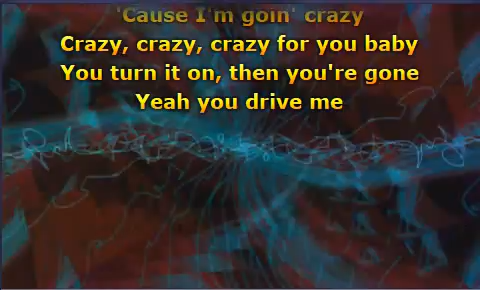 'Cause I'm goin' crazy
Crazy, crazy, crazy for you baby
You turn it on, then you're gone
Yeah you drive me